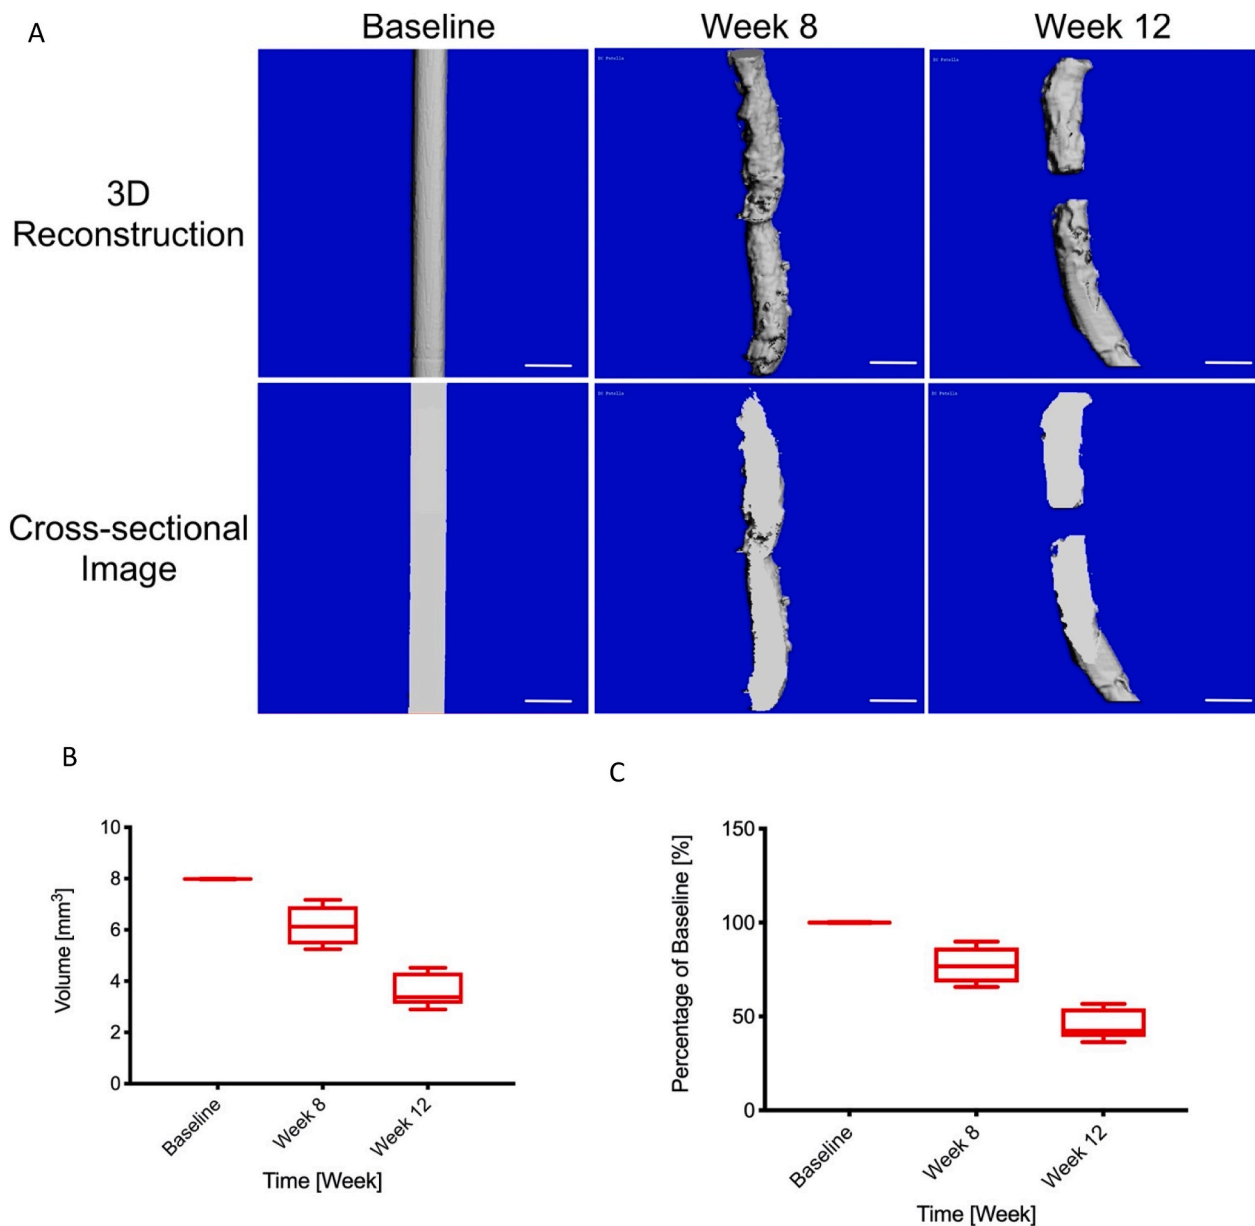 A
Baseline
Week 8
Week 12
3D
Reconstruction
Cross-sectional
Image
B
C
10
8
6
4
2
0
Volume [mm³]
Baseline
Week 8
Week 12
Time [Week]
150
100
50
0
Percentage of Baseline [%]
Baseline
Week 8
Week 12
Time [Week]